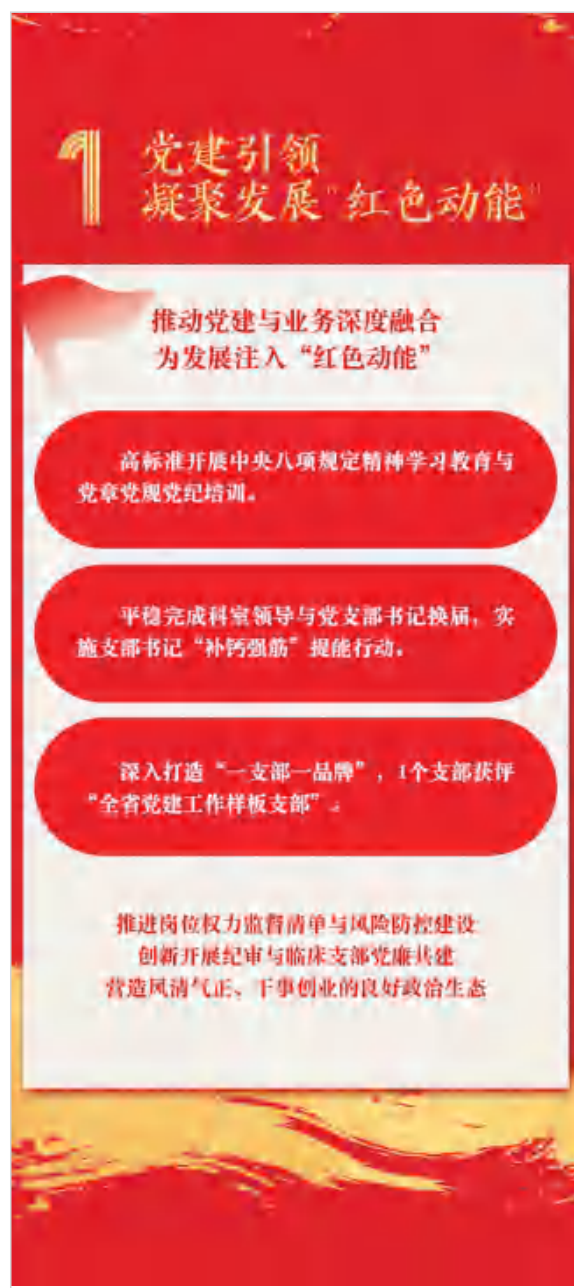 1
党建引领
凝聚发展“红色动能”
推动党建与业务深度融合
为发展注入“红色动能”
高标准开展中央八项规定精神学习教育与
党章党规党纪培训。
平稳完成科室领导与党支部书记换届，实
施支部书记“补钙强筋”提能行动。
深入打造“一支部一品牌”，1个支部获评
“全省党建工作样板支部”。
推进岗位权力监督清单与风险防控建设
创新开展纪审与临床支部党廉共建
营造风清气正、干事创业的良好政治生态